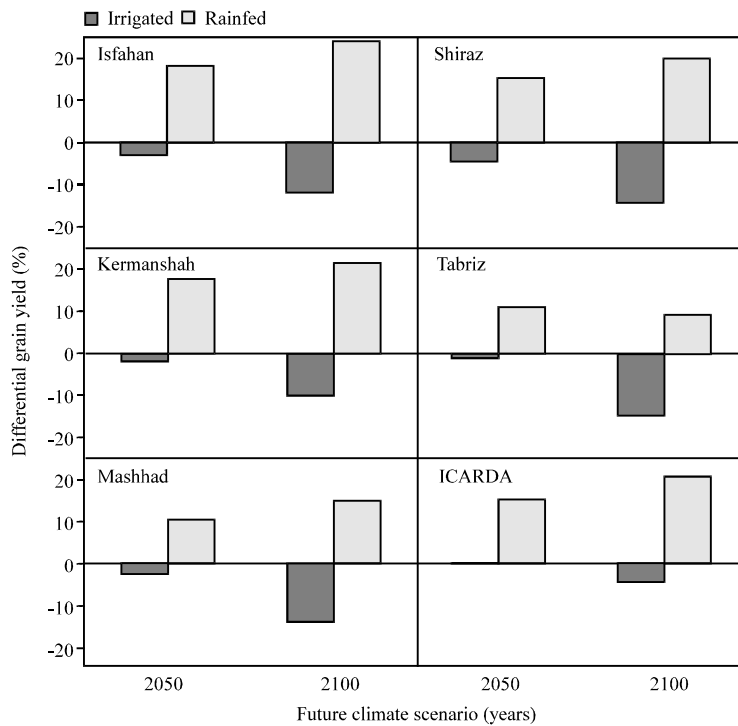 Irrigated Rainfed
Isfahan
Shiraz
20
10
0
-10
-20
Kermanshah
Tabriz
20
10
0
-10
-20
Mashhad
ICARDA
20
10
0
-10
-20
Differential grain yield (%)
2050 2100 2050 2100
Future climate scenario (years)